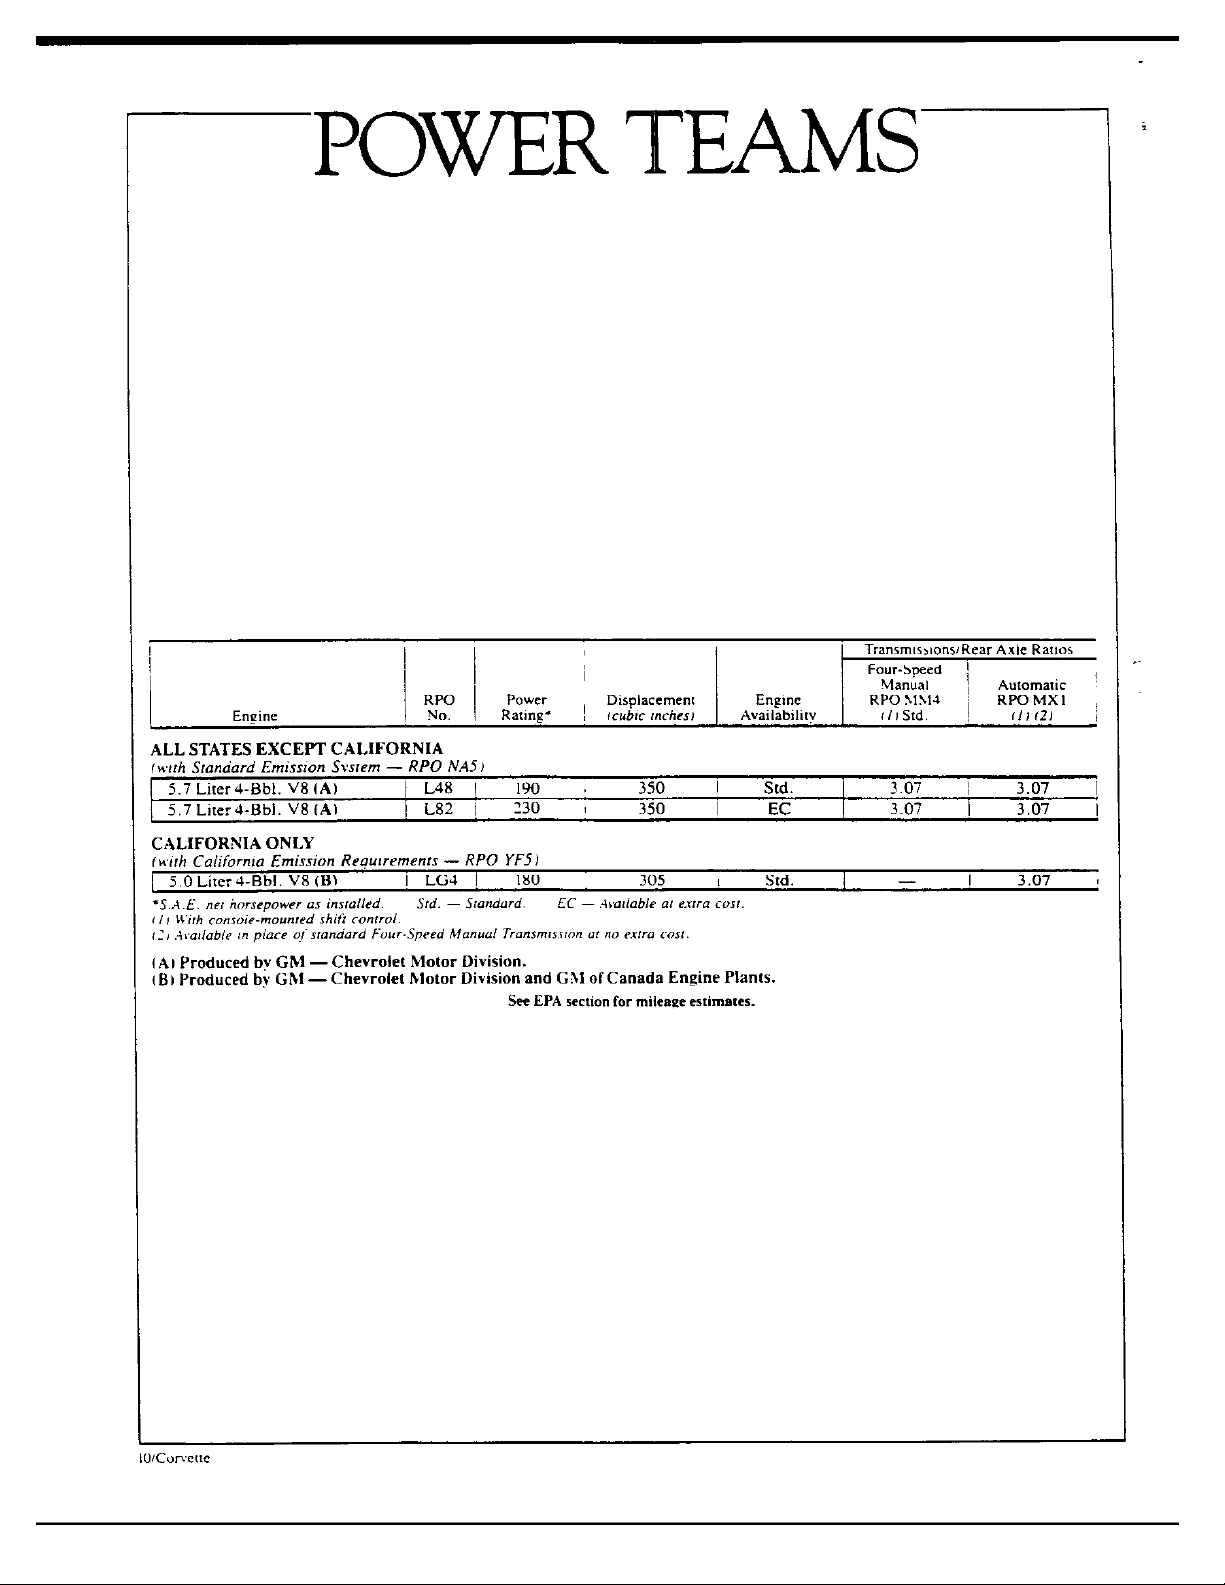 POWER TEAMS
Transmissions/Rear Axle Ratios
Engine | RPO No. | Power Rating* | Displacement (cubic inches) | Engine Availability | Four-Speed Manual RPO MM4 (1) Std. | Automatic RPO MX1 (1) (2)
ALL STATES EXCEPT CALIFORNIA
(with Standard Emission System — RPO NA5)
5.7 Liter 4-Bbl. V8 (A) | L48 | 190 | 350 | Std. | 3.07 | 3.07
5.7 Liter 4-Bbl. V8 (A) | L82 | 230 | 350 | EC | 3.07 | 3.07
CALIFORNIA ONLY
(with California Emission Requirements — RPO YF5)
5.0 Liter 4-Bbl. V8 (B) | LG4 | 180 | 305 | Std. | — | 3.07
*S.A.E. net horsepower as installed. Std. — Standard. EC — Available at extra cost.
(1) With console-mounted shift control.
(2) Available in place of standard Four-Speed Manual Transmission at no extra cost.
(A) Produced by GM — Chevrolet Motor Division.
(B) Produced by GM — Chevrolet Motor Division and GM of Canada Engine Plants.
See EPA section for mileage estimates.
10/Corvette